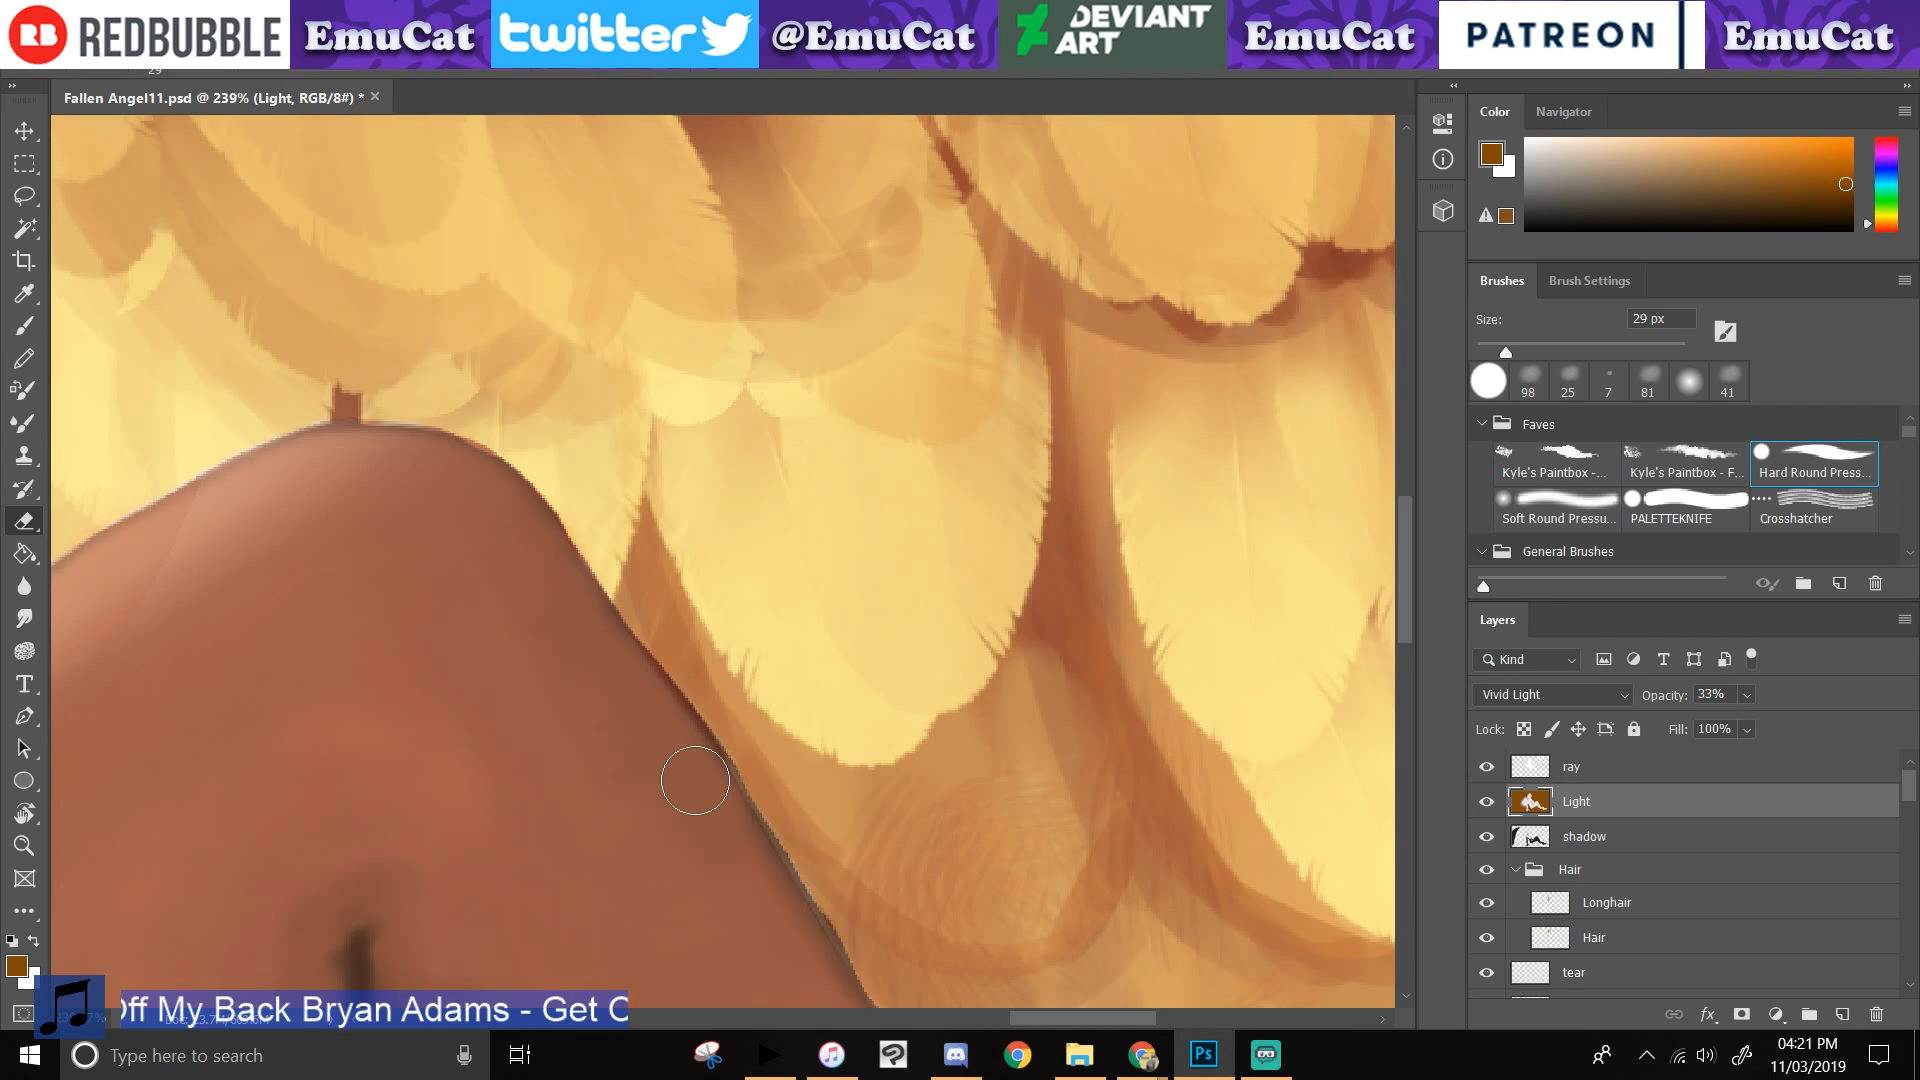 REDBUBBLE EmuCat twitter @EmuCat DEVIANT ART EmuCat PATREON EmuCat
29
Fallen Angel11.psd @ 239% (Light, RGB/8#) *
Color Navigator
Brushes Brush Settings
Size: 29 px
98 25 7 81 41
Faves
Kyle's Paintbox -... Kyle's Paintbox - F... Hard Round Press...
Soft Round Pressu... PALETTEKNIFE Crosshatcher
General Brushes
Layers
Kind
Vivid Light Opacity: 33%
Lock: Fill: 100%
ray
Light
shadow
Hair
Longhair
Hair
tear
Off My Back Bryan Adams - Get O
Type here to search
04:21 PM
11/03/2019